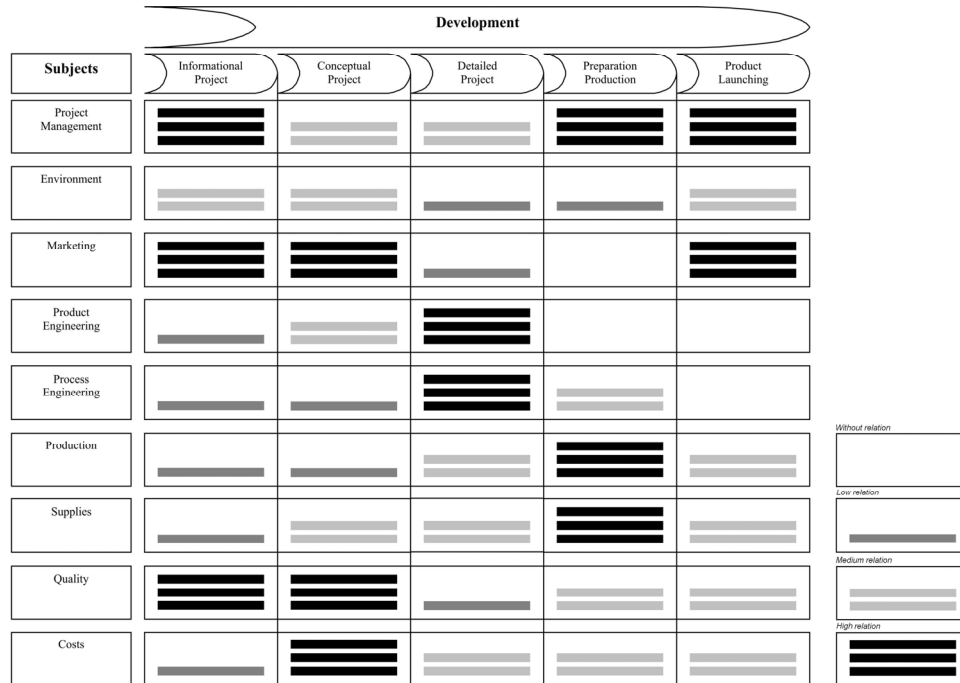 Development
Subjects
Informational
Project
Conceptual
Project
Detailed
Project
Preparation
Production
Product
Launching
Project
Management
Environment
Marketing
Product
Engineering
Process
Engineering
Production
Without relation
Low relation
Supplies
Medium relation
Quality
High relation
Costs